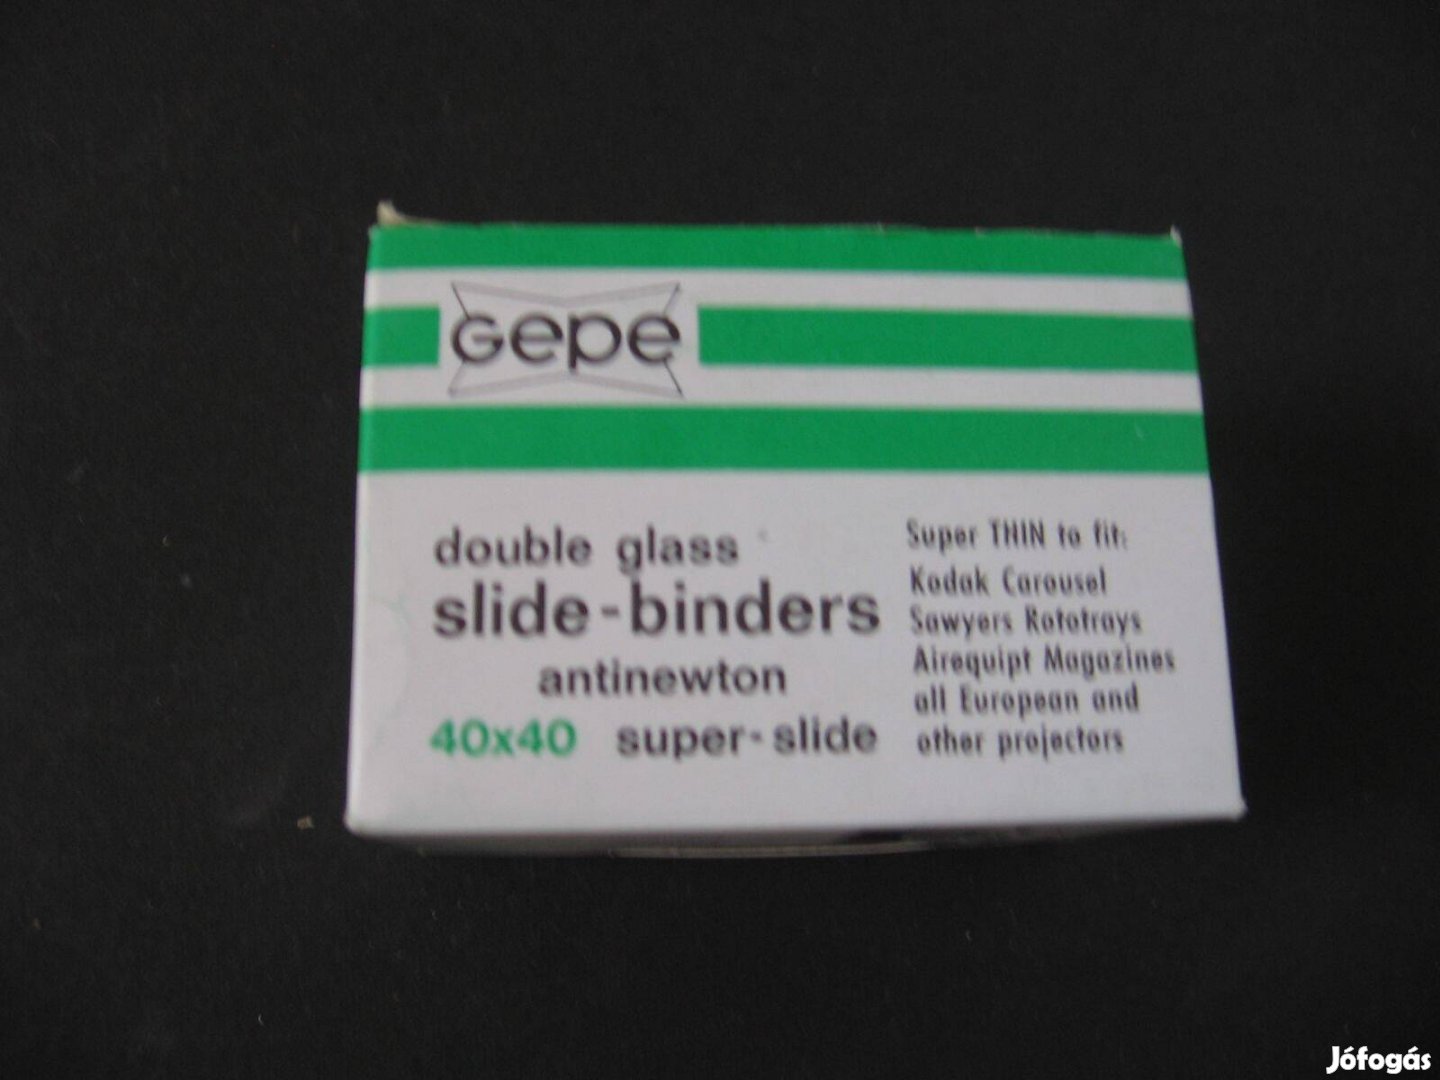 Gepe
double glass
slide-binders
antinewton
40x40 super-slide
Super THIN to fit:
Kodak Carousel
Sawyers Rototrays
Airequipt Magazines
all European and
other projectors
Jófogás